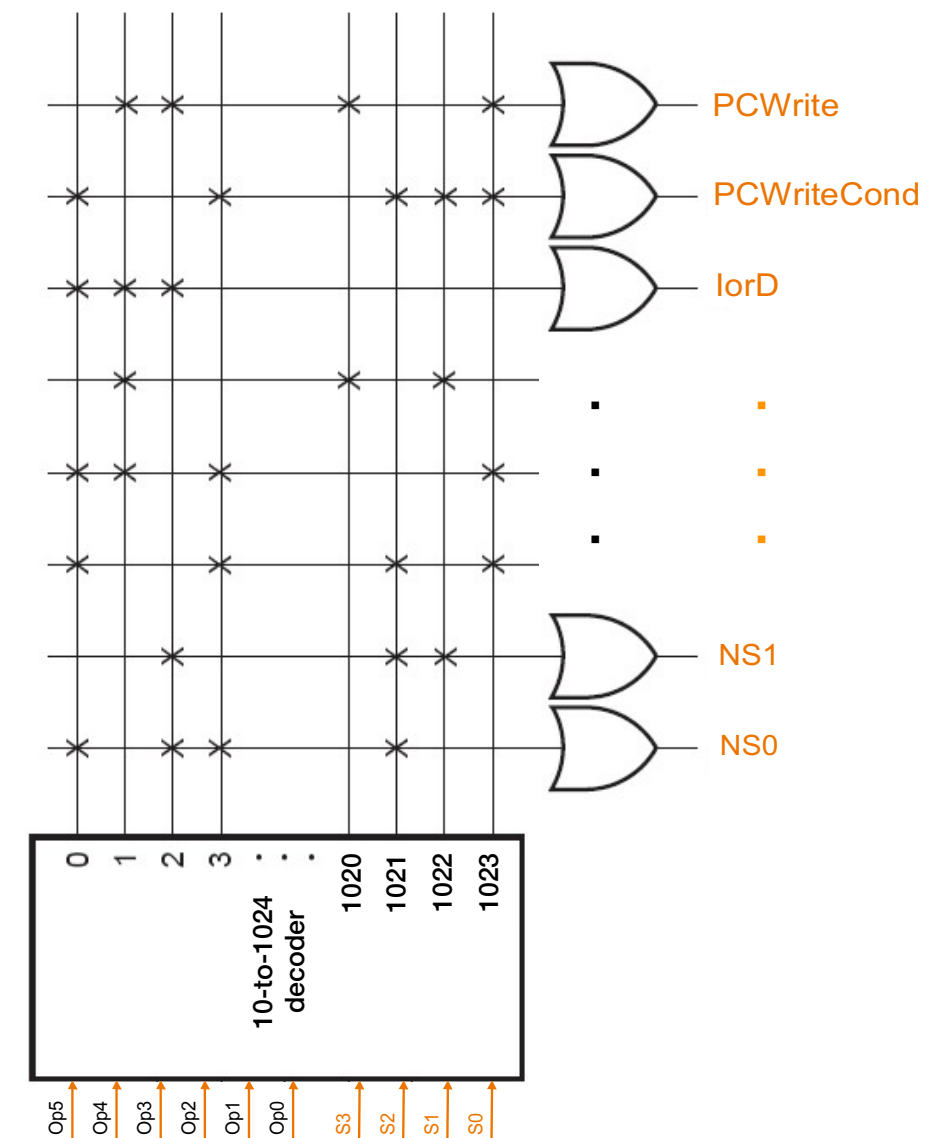 PCWrite
PCWriteCond
IorD
NS1
NS0
0 1 2 3 . . . 1020 1021 1022 1023
10-to-1024
decoder
Op5 Op4 Op3 Op2 Op1 Op0 S3 S2 S1 S0